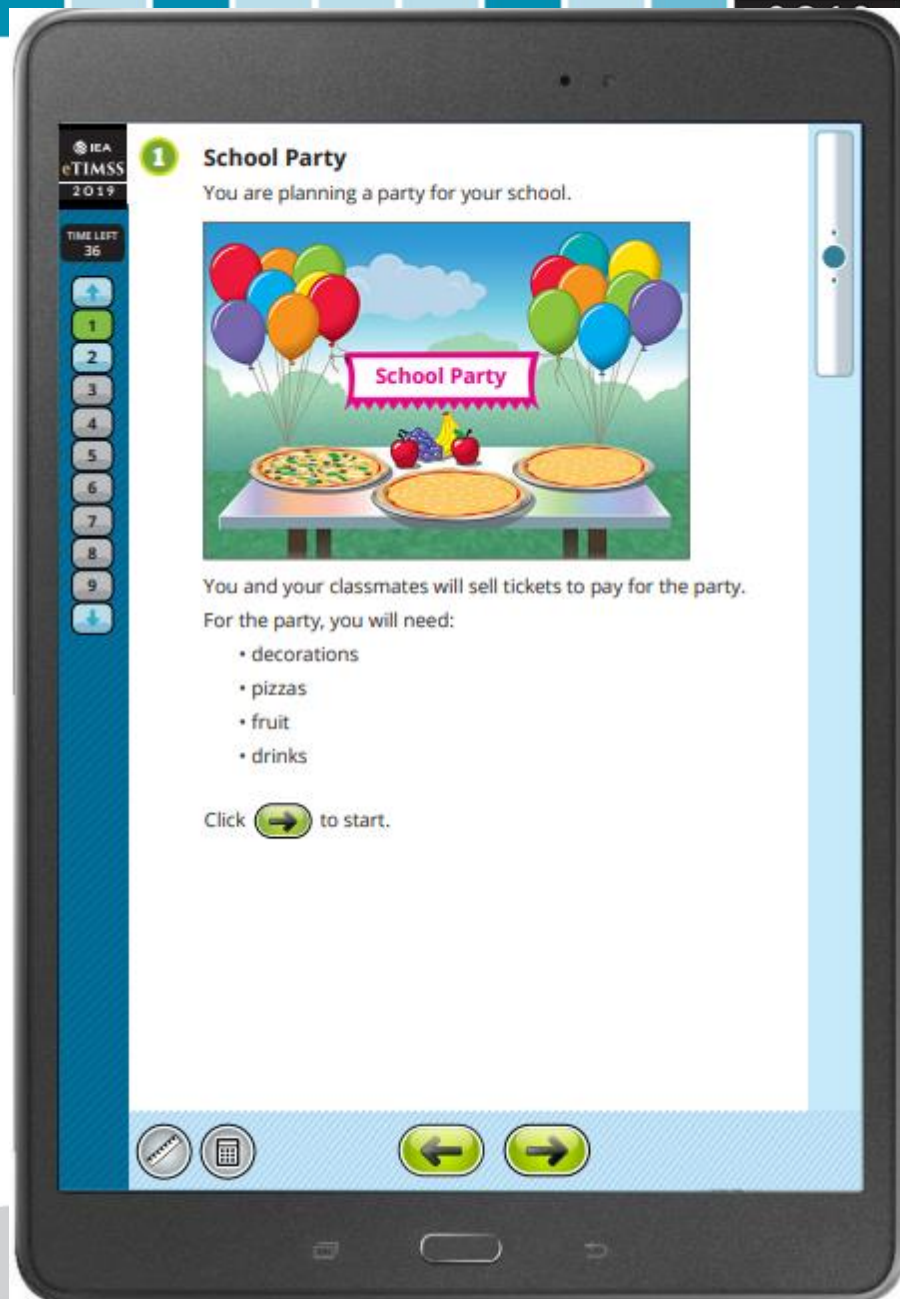 IEA
eTIMSS
2019
TIME LEFT
36
1
2
3
4
5
6
7
8
9
1
School Party
You are planning a party for your school.
School Party
You and your classmates will sell tickets to pay for the party.
For the party, you will need:
• decorations
• pizzas
• fruit
• drinks
Click to start.